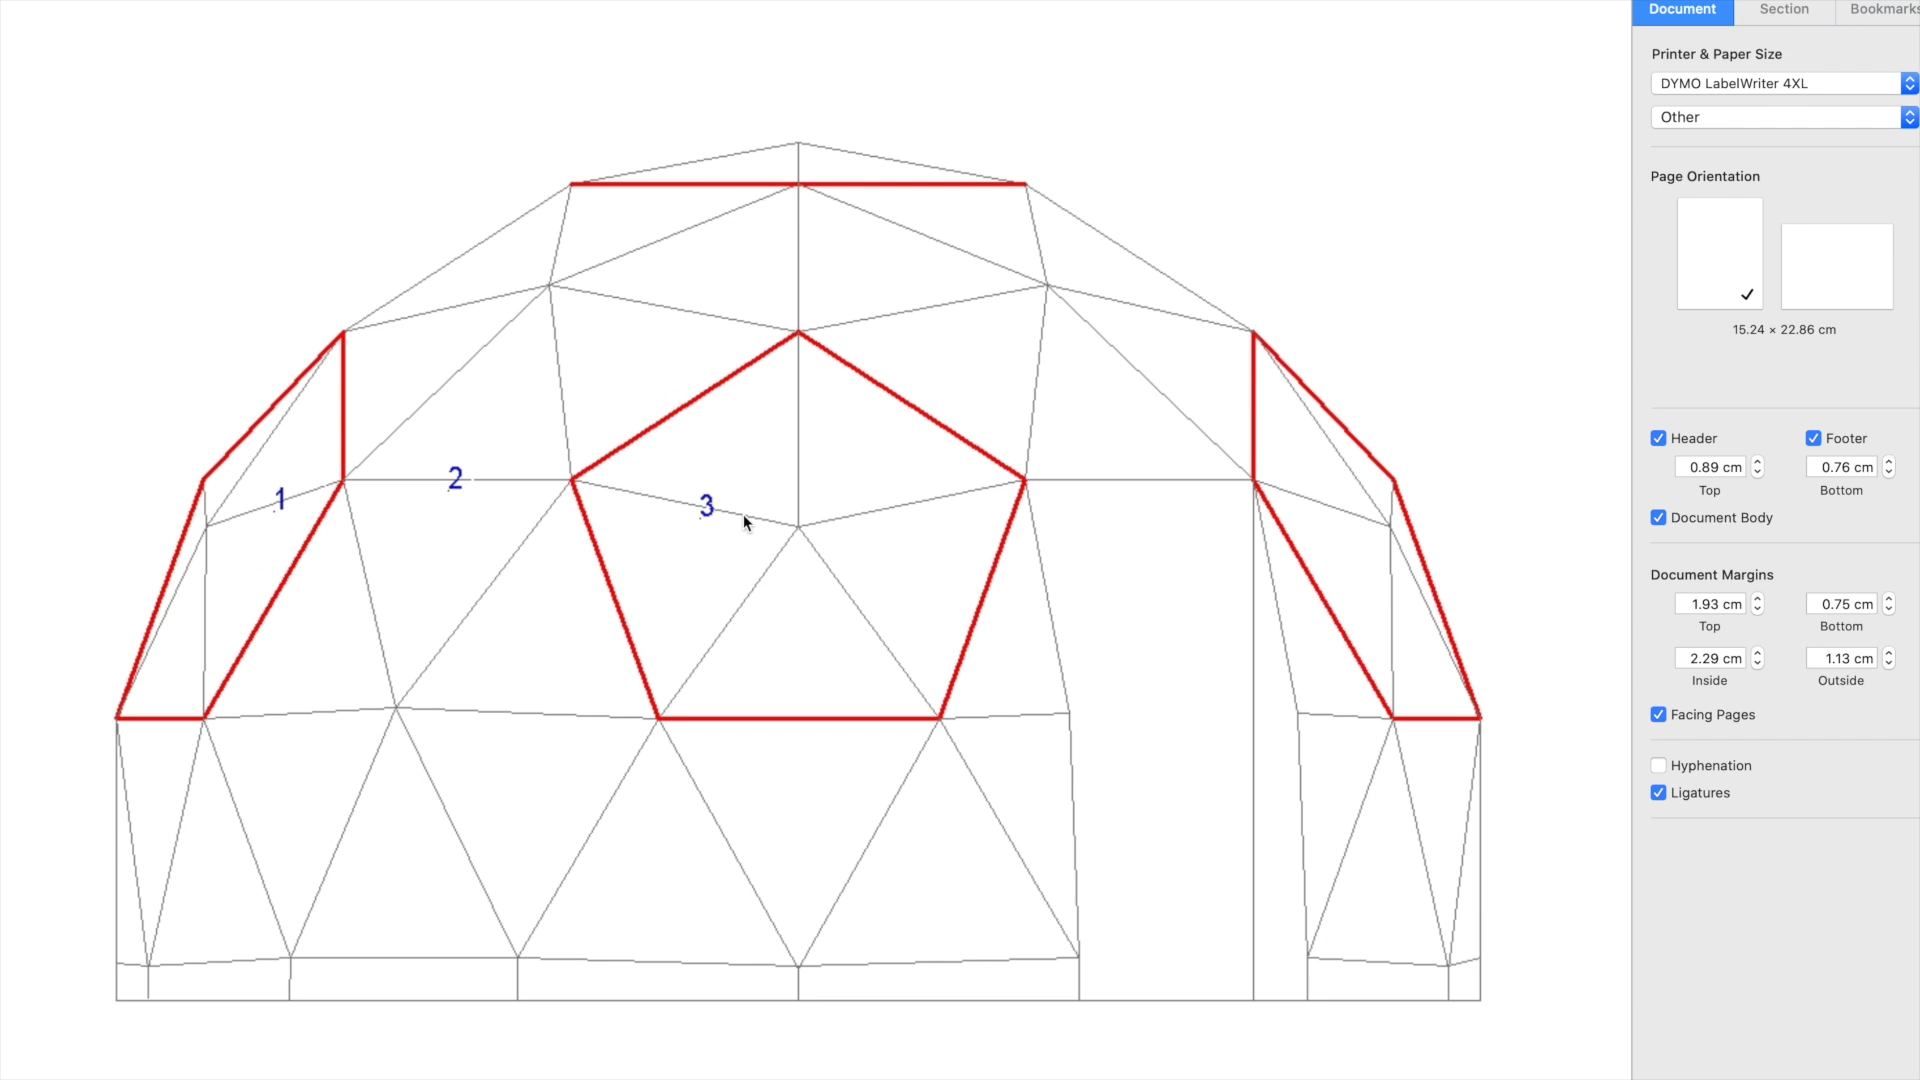 Document Section Bookmarks
Printer & Paper Size
DYMO LabelWriter 4XL
Other
Page Orientation
15.24 × 22.86 cm
Header Footer
0.89 cm 0.76 cm
Top Bottom
Document Body
Document Margins
1.93 cm 0.75 cm
Top Bottom
2.29 cm 1.13 cm
Inside Outside
Facing Pages
Hyphenation
Ligatures
1
2
3